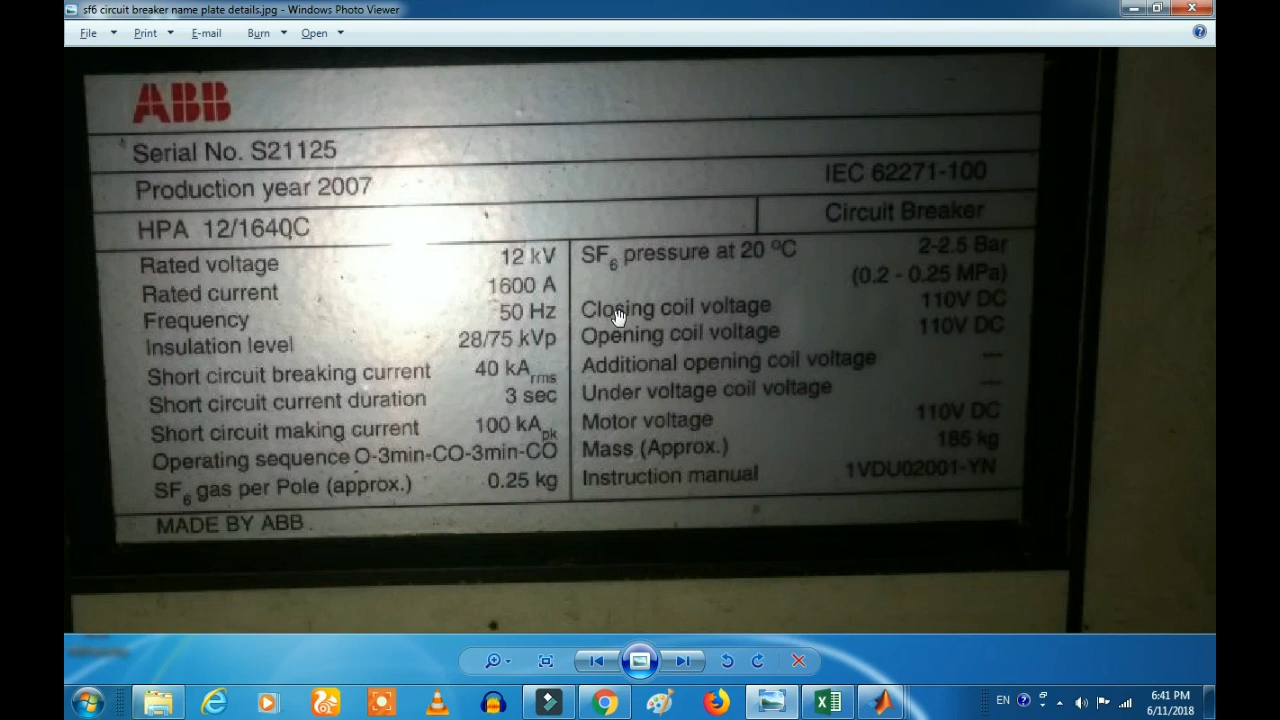 sf6 circuit breaker name plate details.jpg - Windows Photo Viewer
File Print E-mail Burn Open
ABB
Serial No. S21125
Production year 2007
IEC 62271-100
HPA 12/1640C
Circuit Breaker
Rated voltage 12 kV
Rated current 1600 A
Frequency 50 Hz
Insulation level 28/75 kVp
Short circuit breaking current 40 kArms
Short circuit current duration 3 sec
Short circuit making current 100 kApk
Operating sequence O-3min-CO-3min-CO
SF6 gas per Pole (approx.) 0.25 kg
SF6 pressure at 20 ºC 2-2.5 Bar
(0.2 - 0.25 MPa)
Closing coil voltage 110V DC
Opening coil voltage 110V DC
Additional opening coil voltage —
Under voltage coil voltage —
Motor voltage 110V DC
Mass (Approx.) 185 kg
Instruction manual 1VDU02001-YN
MADE BY ABB
EN
6:41 PM
6/11/2018